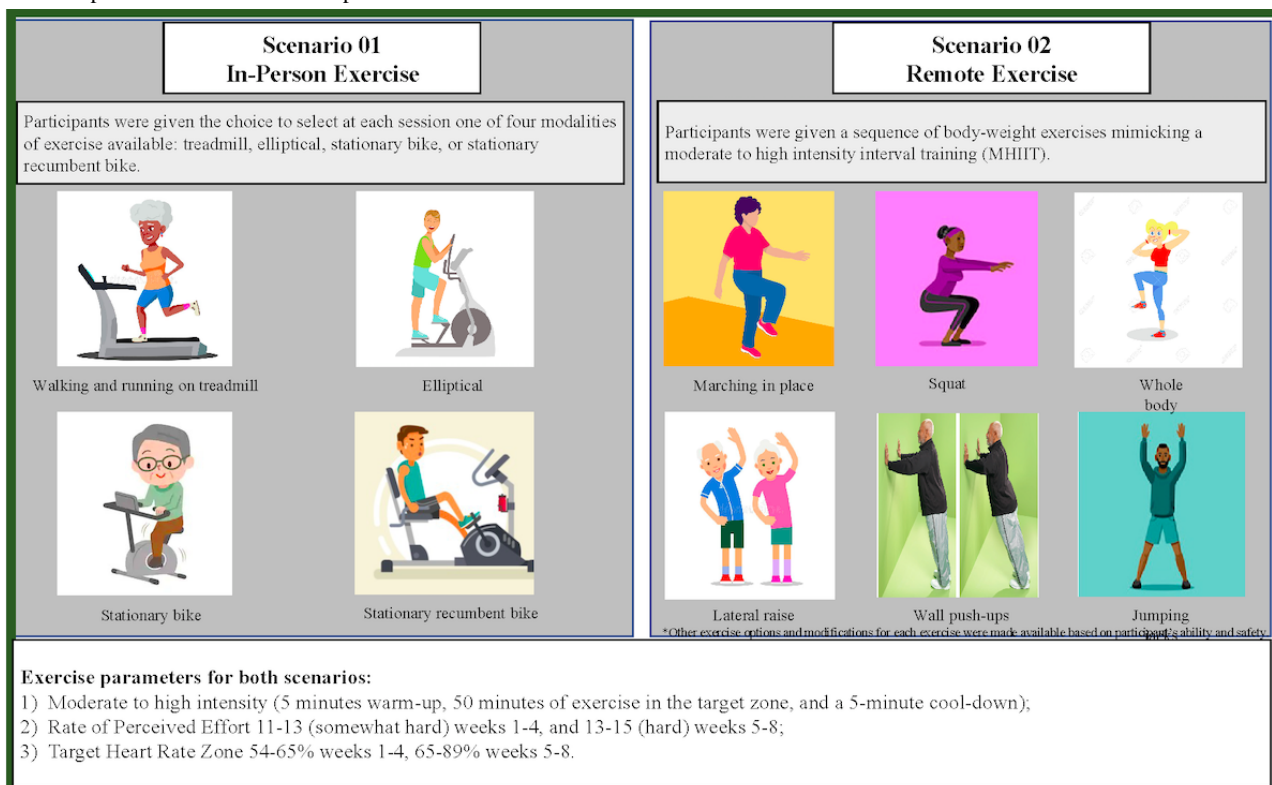 Scenario 01
In-Person Exercise
Participants were given the choice to select at each session one of four modalities
of exercise available: treadmill, elliptical, stationary bike, or stationary
recumbent bike.
Walking and running on treadmill
Elliptical
Stationary bike
Stationary recumbent bike
Scenario 02
Remote Exercise
Participants were given a sequence of body-weight exercises mimicking a
moderate to high intensity interval training (MHIIT).
Marching in place
Squat
Whole
body
Lateral raise
Wall push-ups
Jumping
*Other exercise options and modifications for each exercise were made available based on participant's ability and safety
Exercise parameters for both scenarios:
1) Moderate to high intensity (5 minutes warm-up, 50 minutes of exercise in the target zone, and a 5-minute cool-down);
2) Rate of Perceived Effort 11-13 (somewhat hard) weeks 1-4, and 13-15 (hard) weeks 5-8;
3) Target Heart Rate Zone 54-65% weeks 1-4, 65-89% weeks 5-8.